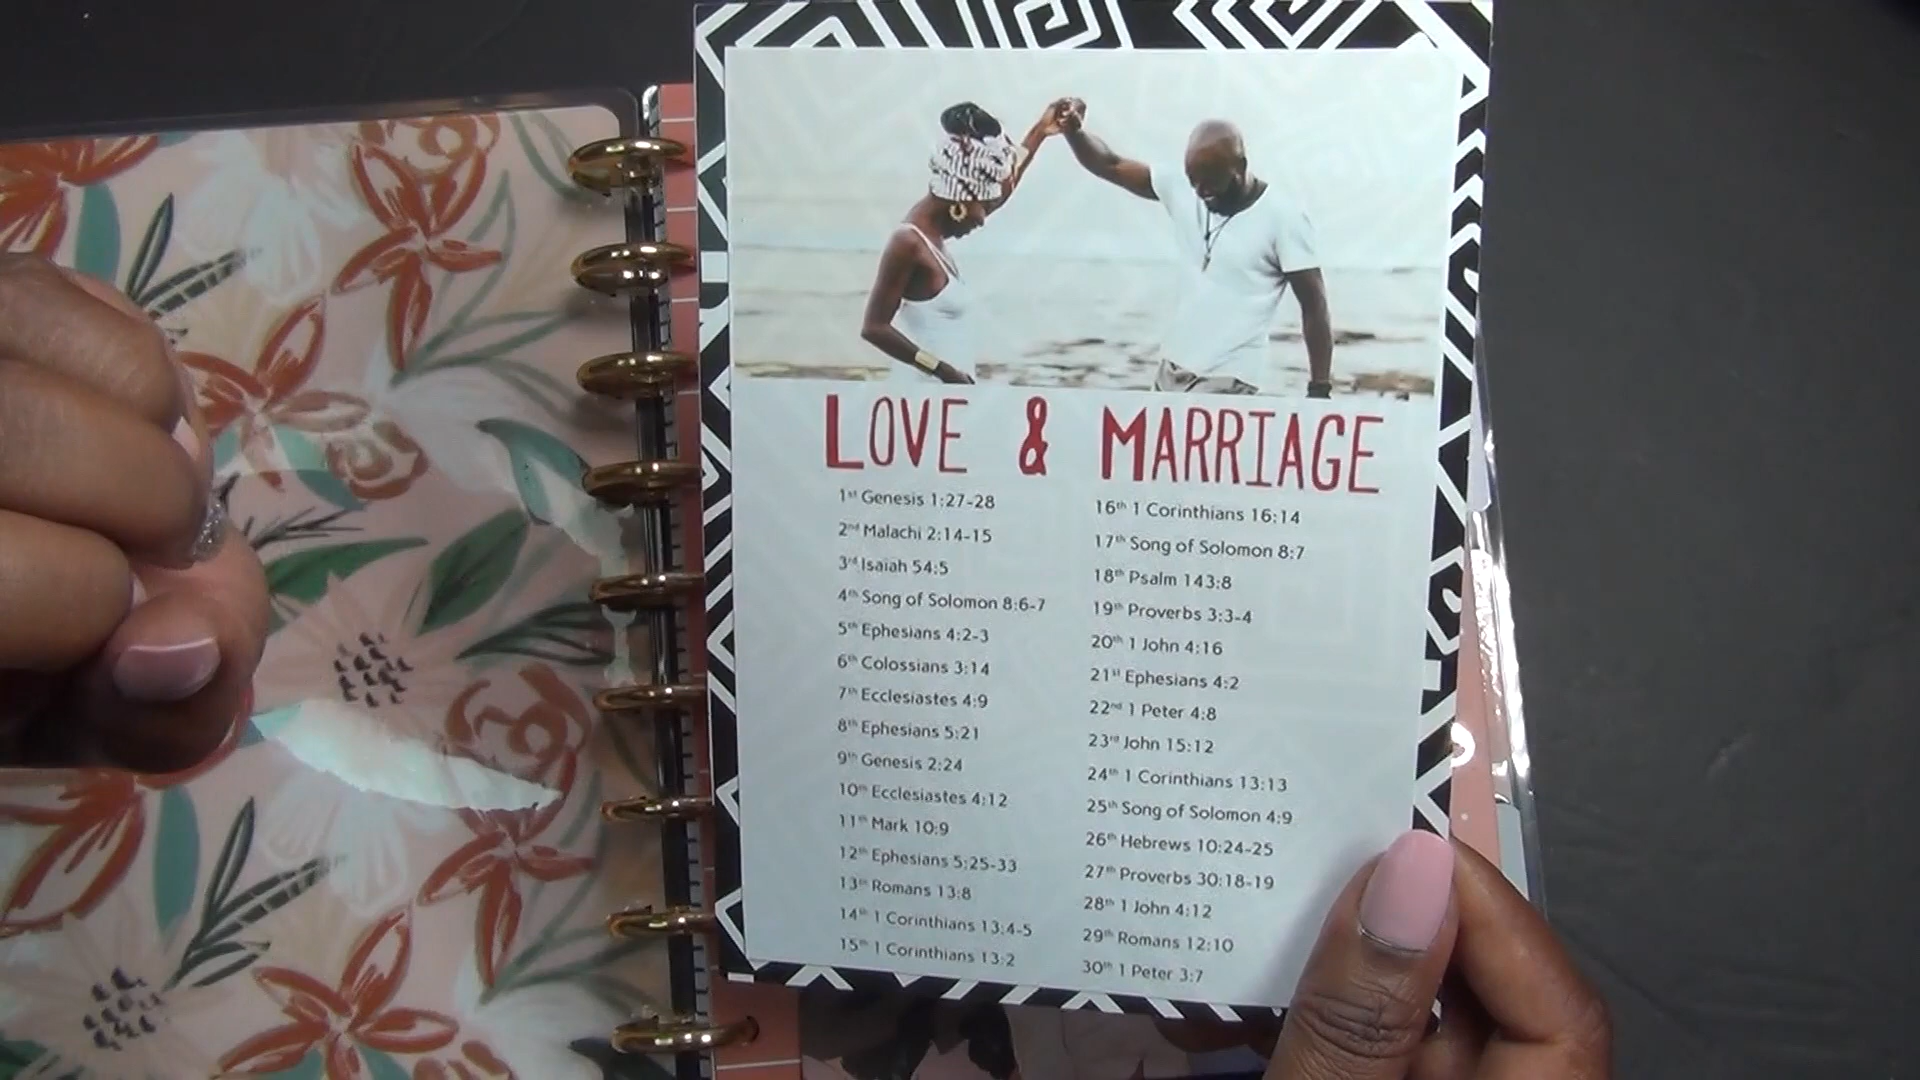 LOVE & MARRIAGE
1st Genesis 1:27-28
2nd Malachi 2:14-15
3rd Isaiah 54:5
4th Song of Solomon 8:6-7
5th Ephesians 4:2-3
6th Colossians 3:14
7th Ecclesiastes 4:9
8th Ephesians 5:21
9th Genesis 2:24
10th Ecclesiastes 4:12
11th Mark 10:9
12th Ephesians 5:25-33
13th Romans 13:8
14th 1 Corinthians 13:4-5
15th 1 Corinthians 13:2
16th 1 Corinthians 16:14
17th Song of Solomon 8:7
18th Psalm 143:8
19th Proverbs 3:3-4
20th 1 John 4:16
21st Ephesians 4:2
22nd 1 Peter 4:8
23rd John 15:12
24th 1 Corinthians 13:13
25th Song of Solomon 4:9
26th Hebrews 10:24-25
27th Proverbs 30:18-19
28th 1 John 4:12
29th Romans 12:10
30th 1 Peter 3:7